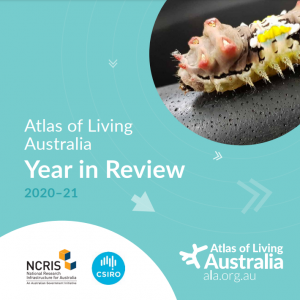 Atlas of Living
Australia
Year in Review
2020–21
NCRIS
National Research
Infrastructure for Australia
An Australian Government Initiative
CSIRO
Atlas of Living
Australia
ala.org.au